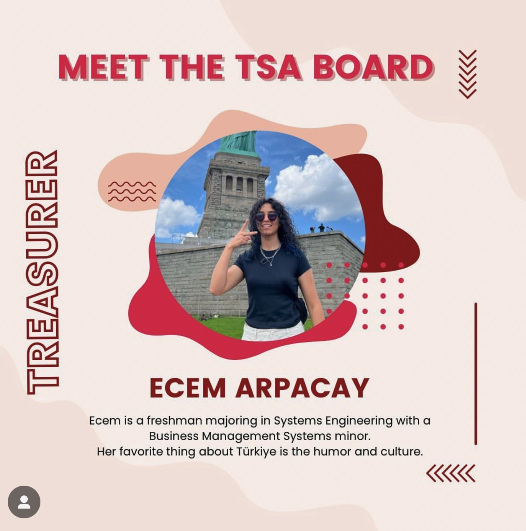 MEET THE TSA BOARD
TREASURER
ECEM ARPACAY
Ecem is a freshman majoring in Systems Engineering with a
Business Management Systems minor.
Her favorite thing about Türkiye is the humor and culture.